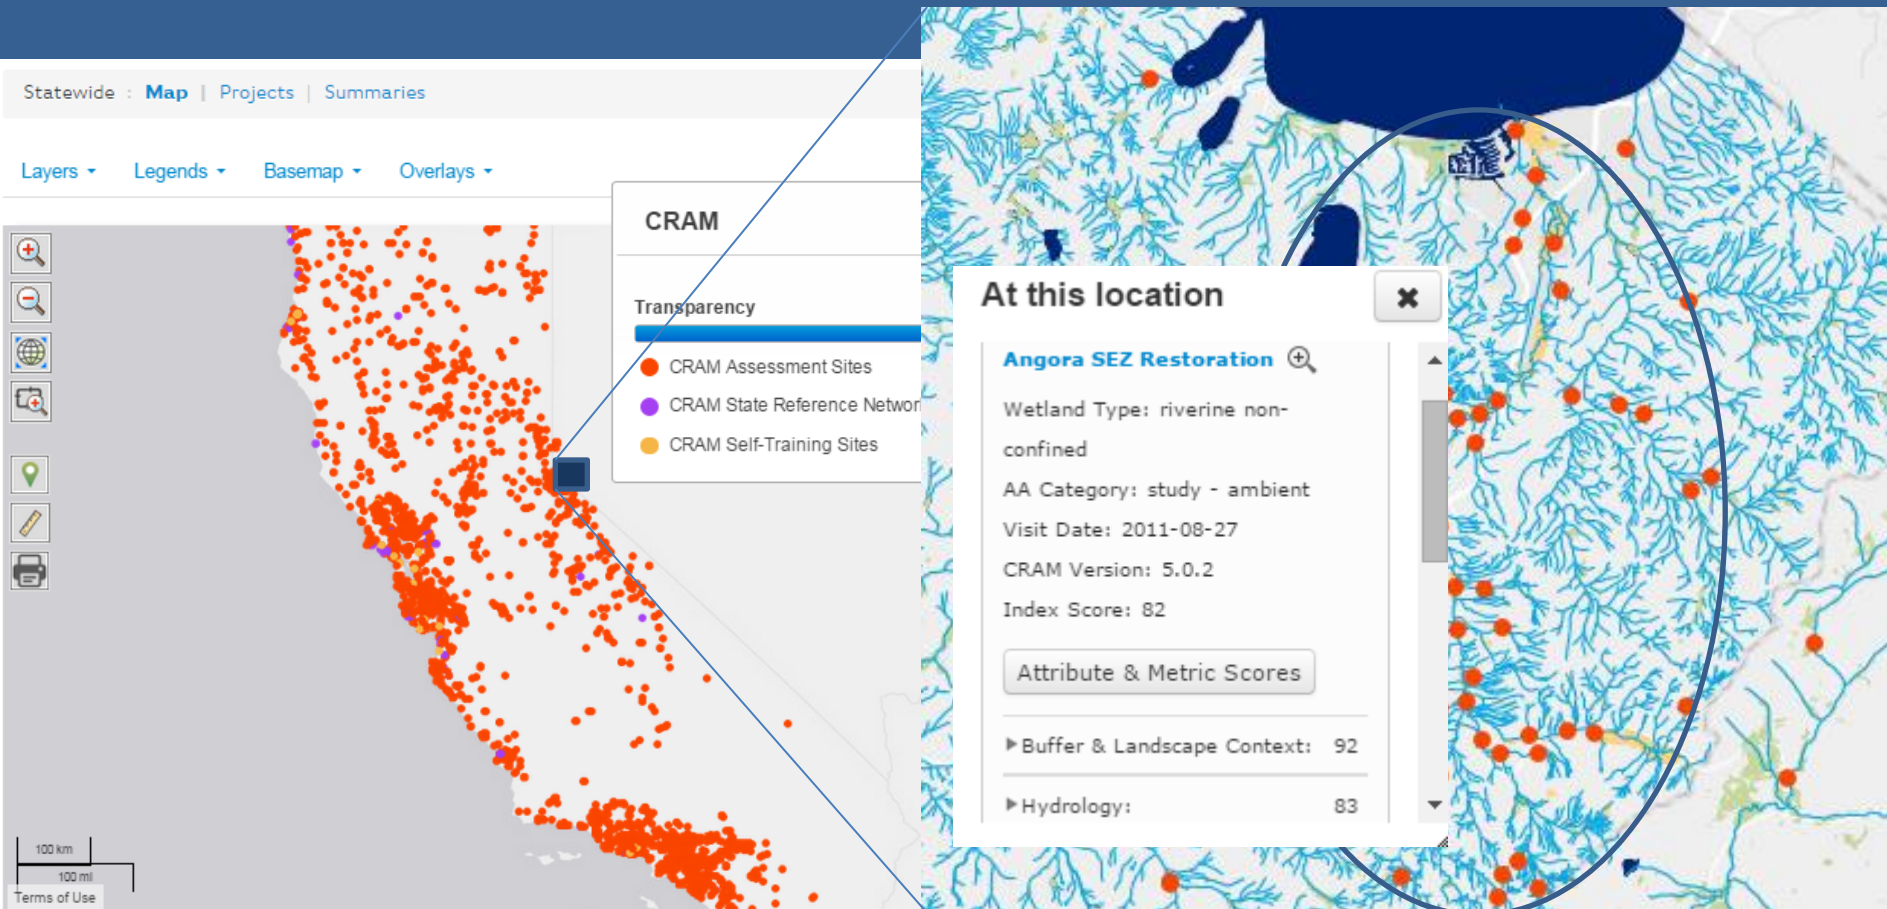 Statewide : Map | Projects | Summaries
Layers Legends Basemap Overlays
CRAM
Transparency
CRAM Assessment Sites
CRAM State Reference Networ
CRAM Self-Training Sites
100 km
100 mi
Terms of Use
At this location
Angora SEZ Restoration
Wetland Type: riverine non-
confined
AA Category: study - ambient
Visit Date: 2011-08-27
CRAM Version: 5.0.2
Index Score: 82
Attribute & Metric Scores
Buffer & Landscape Context: 92
Hydrology: 83